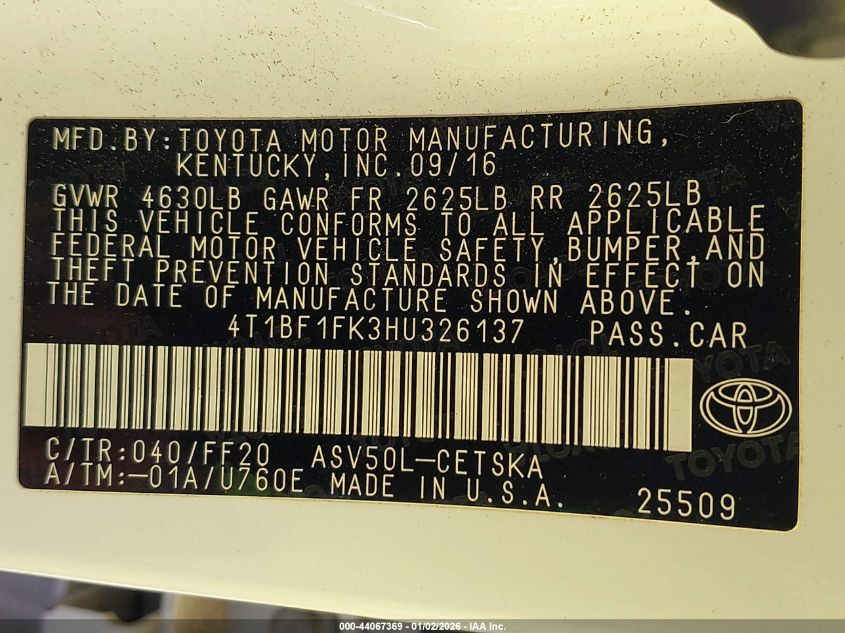 MFD.BY:TOYOTA MOTOR MANUFACTURING,
KENTUCKY,INC.09/16
GVWR 4630LB GAWR FR 2625LB RR 2625LB
THIS VEHICLE CONFORMS TO ALL APPLICABLE
FEDERAL MOTOR VEHICLE SAFETY,BUMPER,AND
THEFT PREVENTION STANDARDS IN EFFECT ON
THE DATE OF MANUFACTURE SHOWN ABOVE.
4T1BF1FK3HU326137 PASS.CAR
C/TR:040/FF20 ASV50L-CETSKA
A/TM:-01A/U760E MADE IN U.S.A. 25509
TOYOTA
TOYOTA
000-44067369 - 01/02/2026 - IAA Inc.